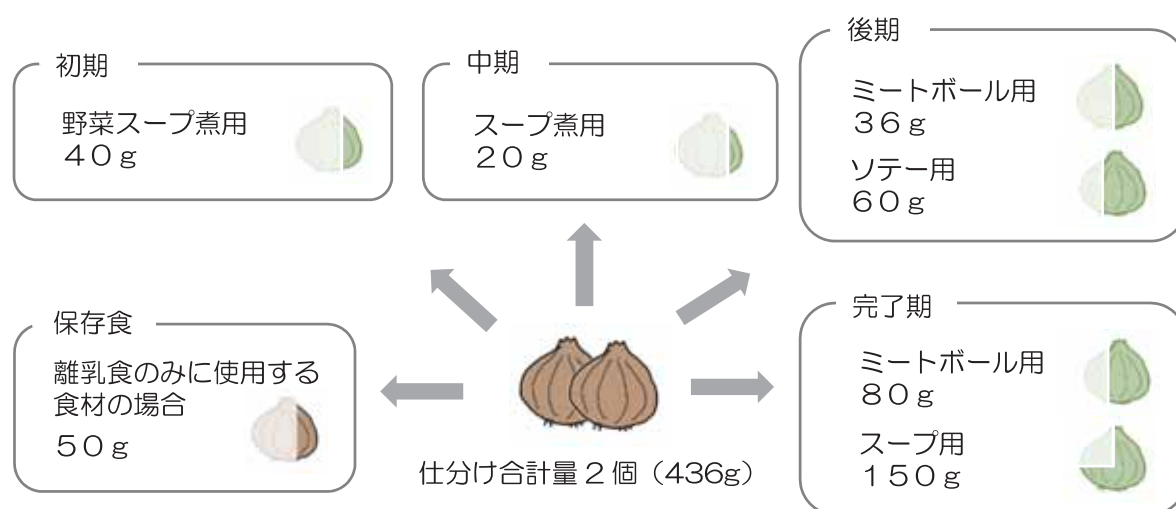 初期
野菜スープ煮用
４０ｇ
中期
スープ煮用
２０ｇ
後期
ミートボール用
３６ｇ
ソテー用
６０ｇ
保存食
離乳食のみに使用する
食材の場合
５０ｇ
仕分け合計量２個（436g）
完了期
ミートボール用
８０ｇ
スープ用
１５０ｇ